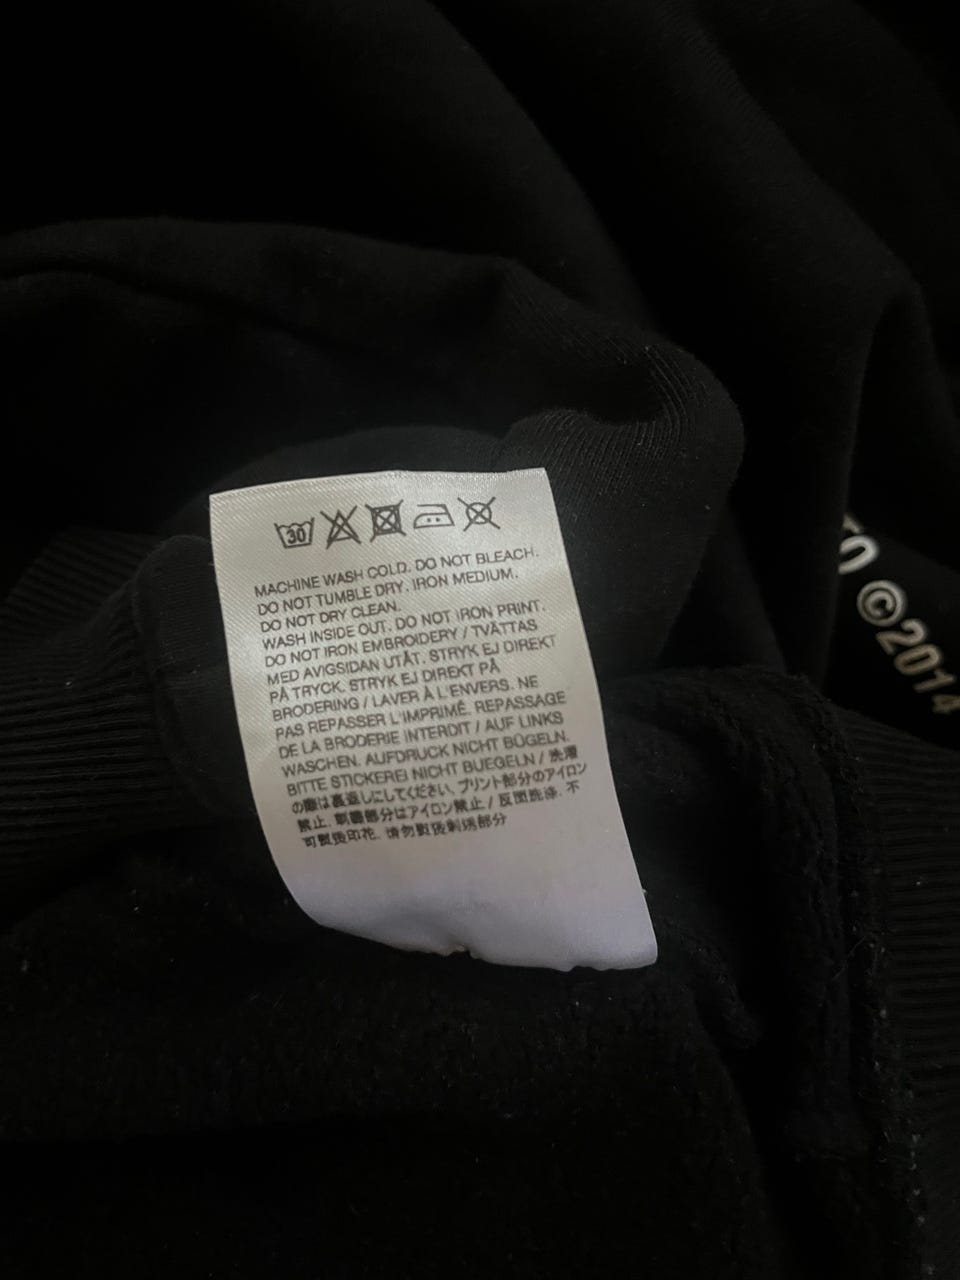 30
MACHINE WASH COLD. DO NOT BLEACH.
DO NOT TUMBLE DRY. IRON MEDIUM.
DO NOT DRY CLEAN.
WASH INSIDE OUT. DO NOT IRON PRINT.
DO NOT IRON EMBROIDERY / TVÄTTAS
MED AVIGSIDAN UTÅT. STRYK EJ DIREKT
PÅ TRYCK. STRYK EJ DIREKT PÅ
BRODERING / LAVER À L'ENVERS. NE
PAS REPASSER L'IMPRIMÉ. REPASSAGE
DE LA BRODERIE INTERDIT / AUF LINKS
WASCHEN. AUFDRUCK NICHT BÜGELN.
BITTE STICKEREI NICHT BUEGELN / 洗濯
の際は裏返しにしてください。プリント部分のアイロン
禁止. 刺繍部分はアイロン禁止 / 反面洗涤. 不
可熨烫印花. 请勿熨烫刺绣部分
©2014